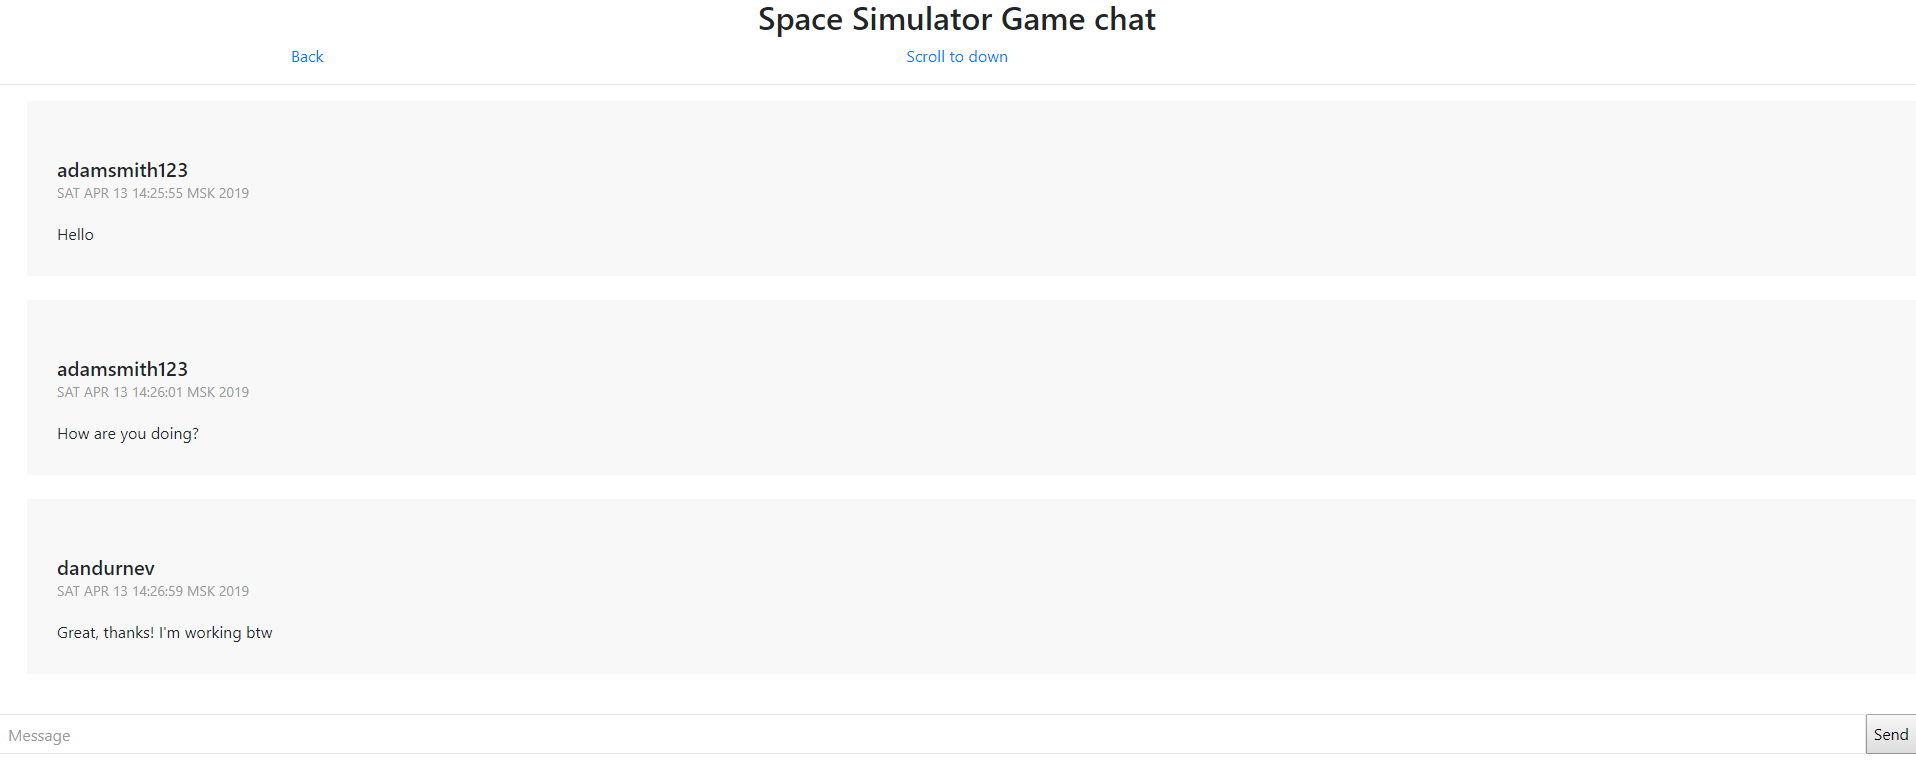 Space Simulator Game chat
Back Scroll to down
adamsmith123
SAT APR 13 14:25:55 MSK 2019
Hello
adamsmith123
SAT APR 13 14:26:01 MSK 2019
How are you doing?
dandurnev
SAT APR 13 14:26:59 MSK 2019
Great, thanks! I'm working btw
Message Send